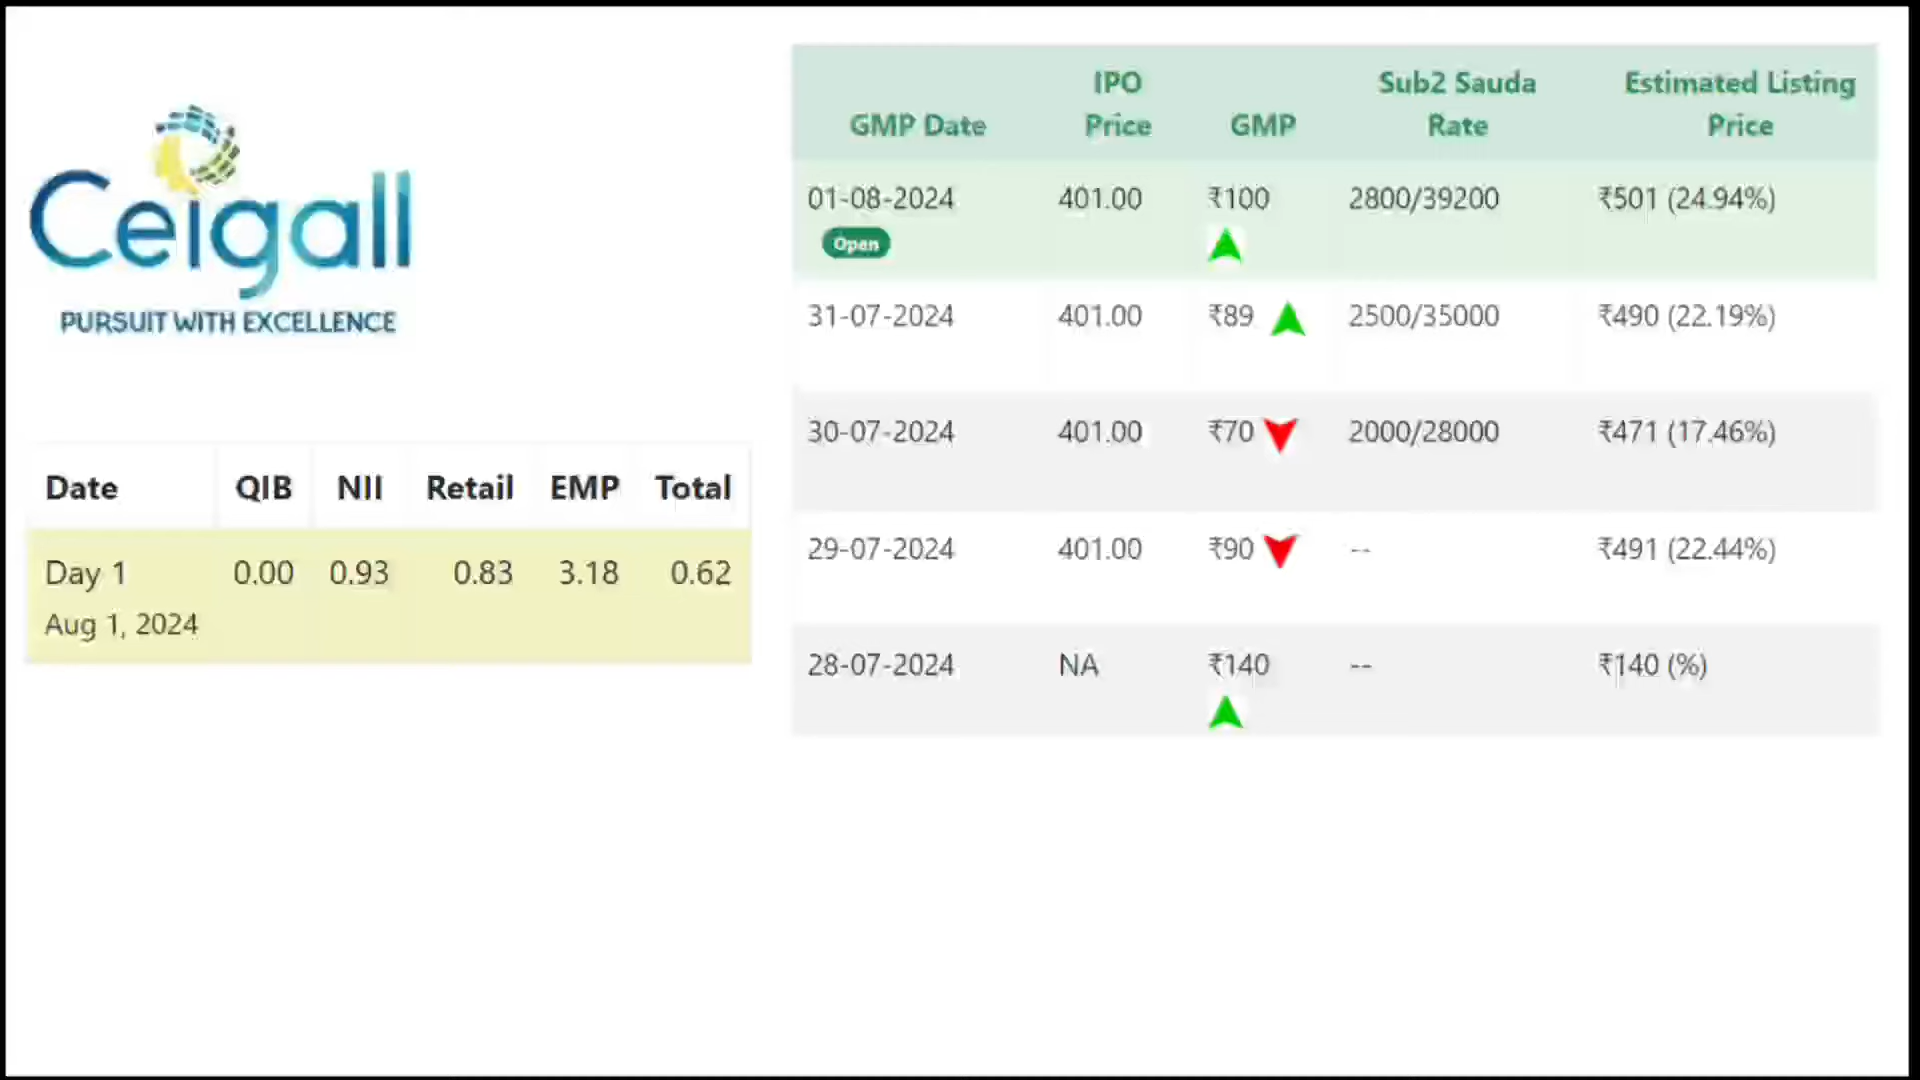 Ceigall
PURSUIT WITH EXCELLENCE
Date QIB NII Retail EMP Total
Day 1 0.00 0.93 0.83 3.18 0.62
Aug 1, 2024
GMP Date IPO Price GMP Sub2 Sauda Rate Estimated Listing Price
01-08-2024 401.00 ₹100 2800/39200 ₹501 (24.94%)
Open
31-07-2024 401.00 ₹89 2500/35000 ₹490 (22.19%)
30-07-2024 401.00 ₹70 2000/28000 ₹471 (17.46%)
29-07-2024 401.00 ₹90 -- ₹491 (22.44%)
28-07-2024 NA ₹140 -- ₹140 (%)